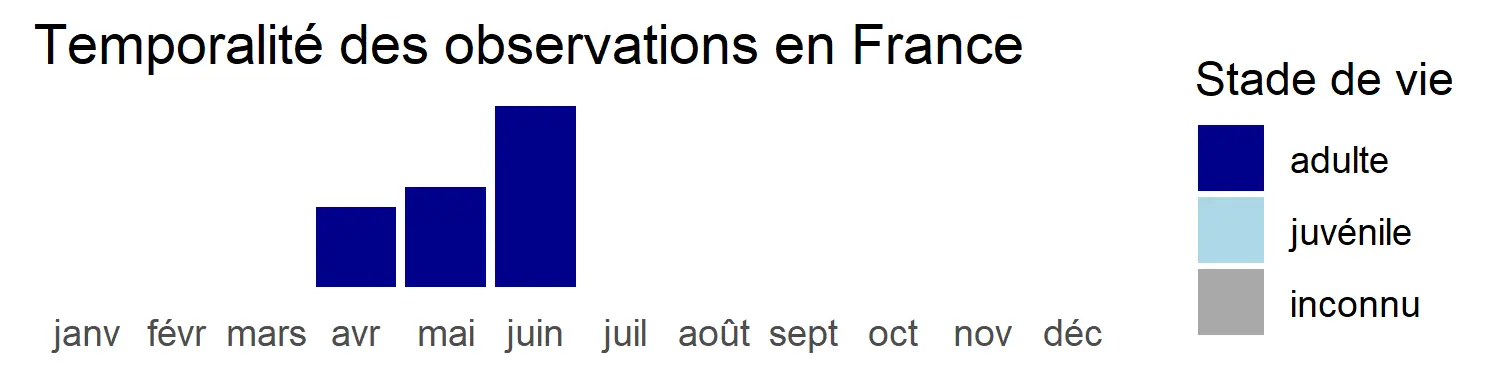 Temporalité des observations en France
janv févr mars avr mai juin juil août sept oct nov déc
Stade de vie
adulte
juvénile
inconnu